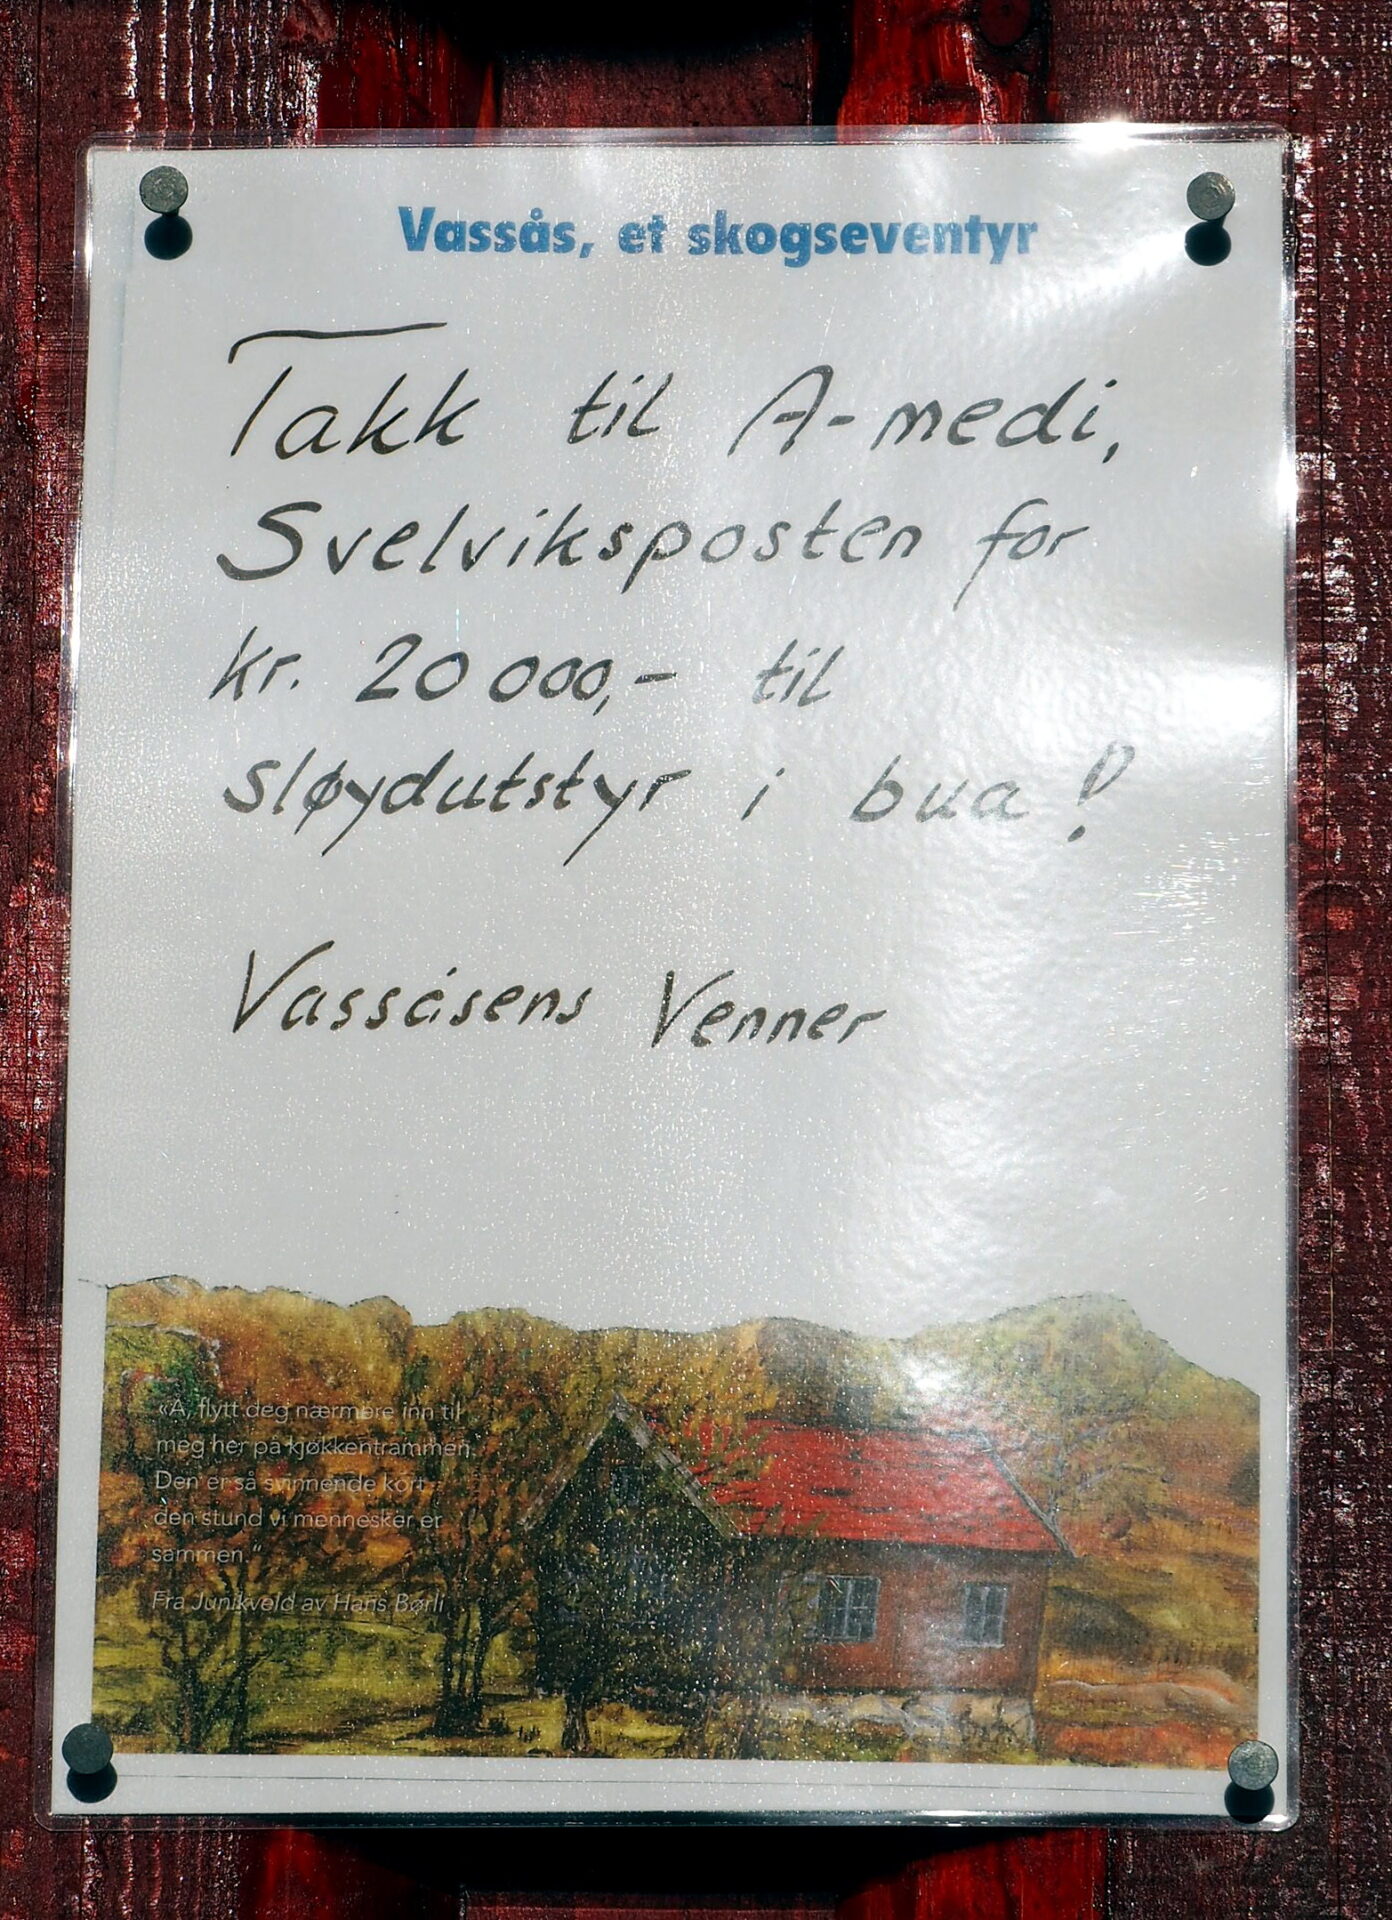 Vassås, et skogseventyr
Takk til A-medi,
Svelviksposten for
kr. 20 000,- til
sløydutstyr i bua !
Vassåsens Venner
«Å, flytt deg nærmere inn til
meg her på kjøkkentrammen
Den er så svinnende kort
den stund vi mennesker er
sammen."
Fra Junikveld av Hans Børli